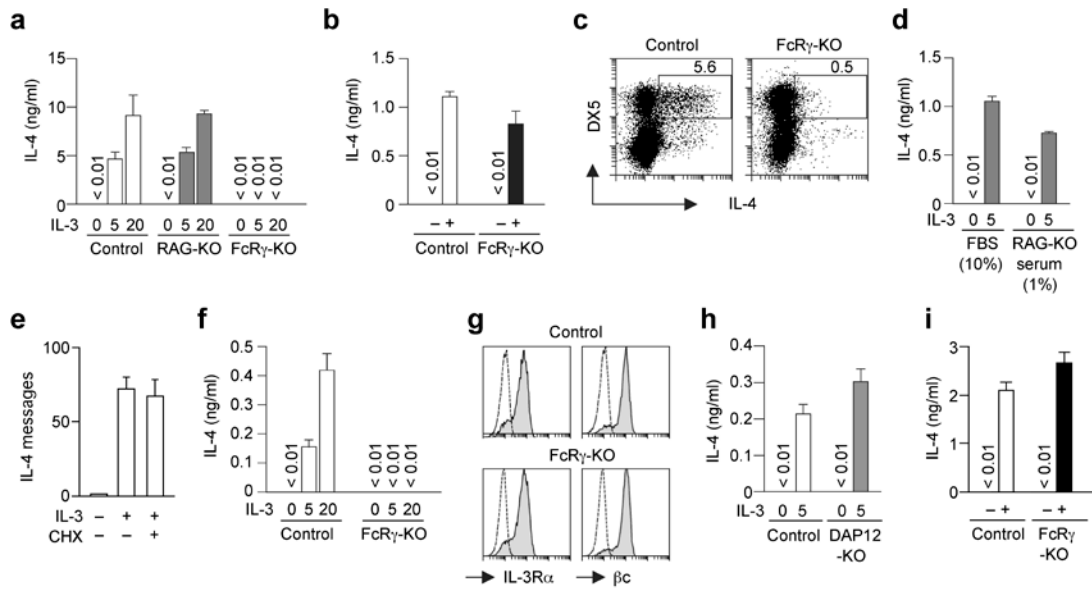 a
IL-4 (ng/ml)
15
10
5
0
< 0.01
< 0.01
< 0.01
< 0.01
< 0.01
IL-3 0 5 20 0 5 20 0 5 20
Control RAG-KO FcRγ-KO
b
IL-4 (ng/ml)
1.5
1.0
0.5
0
< 0.01
< 0.01
– + – +
Control FcRγ-KO
c
Control FcRγ-KO
5.6 0.5
DX5
IL-4
d
IL-4 (ng/ml)
1.5
1.0
0.5
0
< 0.01
< 0.01
IL-3 0 5 0 5
FBS RAG-KO
(10%) serum
(1%)
e
IL-4 messages
100
50
0
IL-3 – + +
CHX – – +
f
IL-4 (ng/ml)
0.5
0.4
0.3
0.2
0.1
0
< 0.01
< 0.01
< 0.01
< 0.01
IL-3 0 5 20 0 5 20
Control FcRγ-KO
g
Control
FcRγ-KO
IL-3Rα βc
h
IL-4 (ng/ml)
0.4
0.3
0.2
0.1
0
< 0.01
< 0.01
IL-3 0 5 0 5
Control DAP12
-KO
i
IL-4 (ng/ml)
3
2
1
0
< 0.01
< 0.01
– + – +
Control FcRγ
-KO